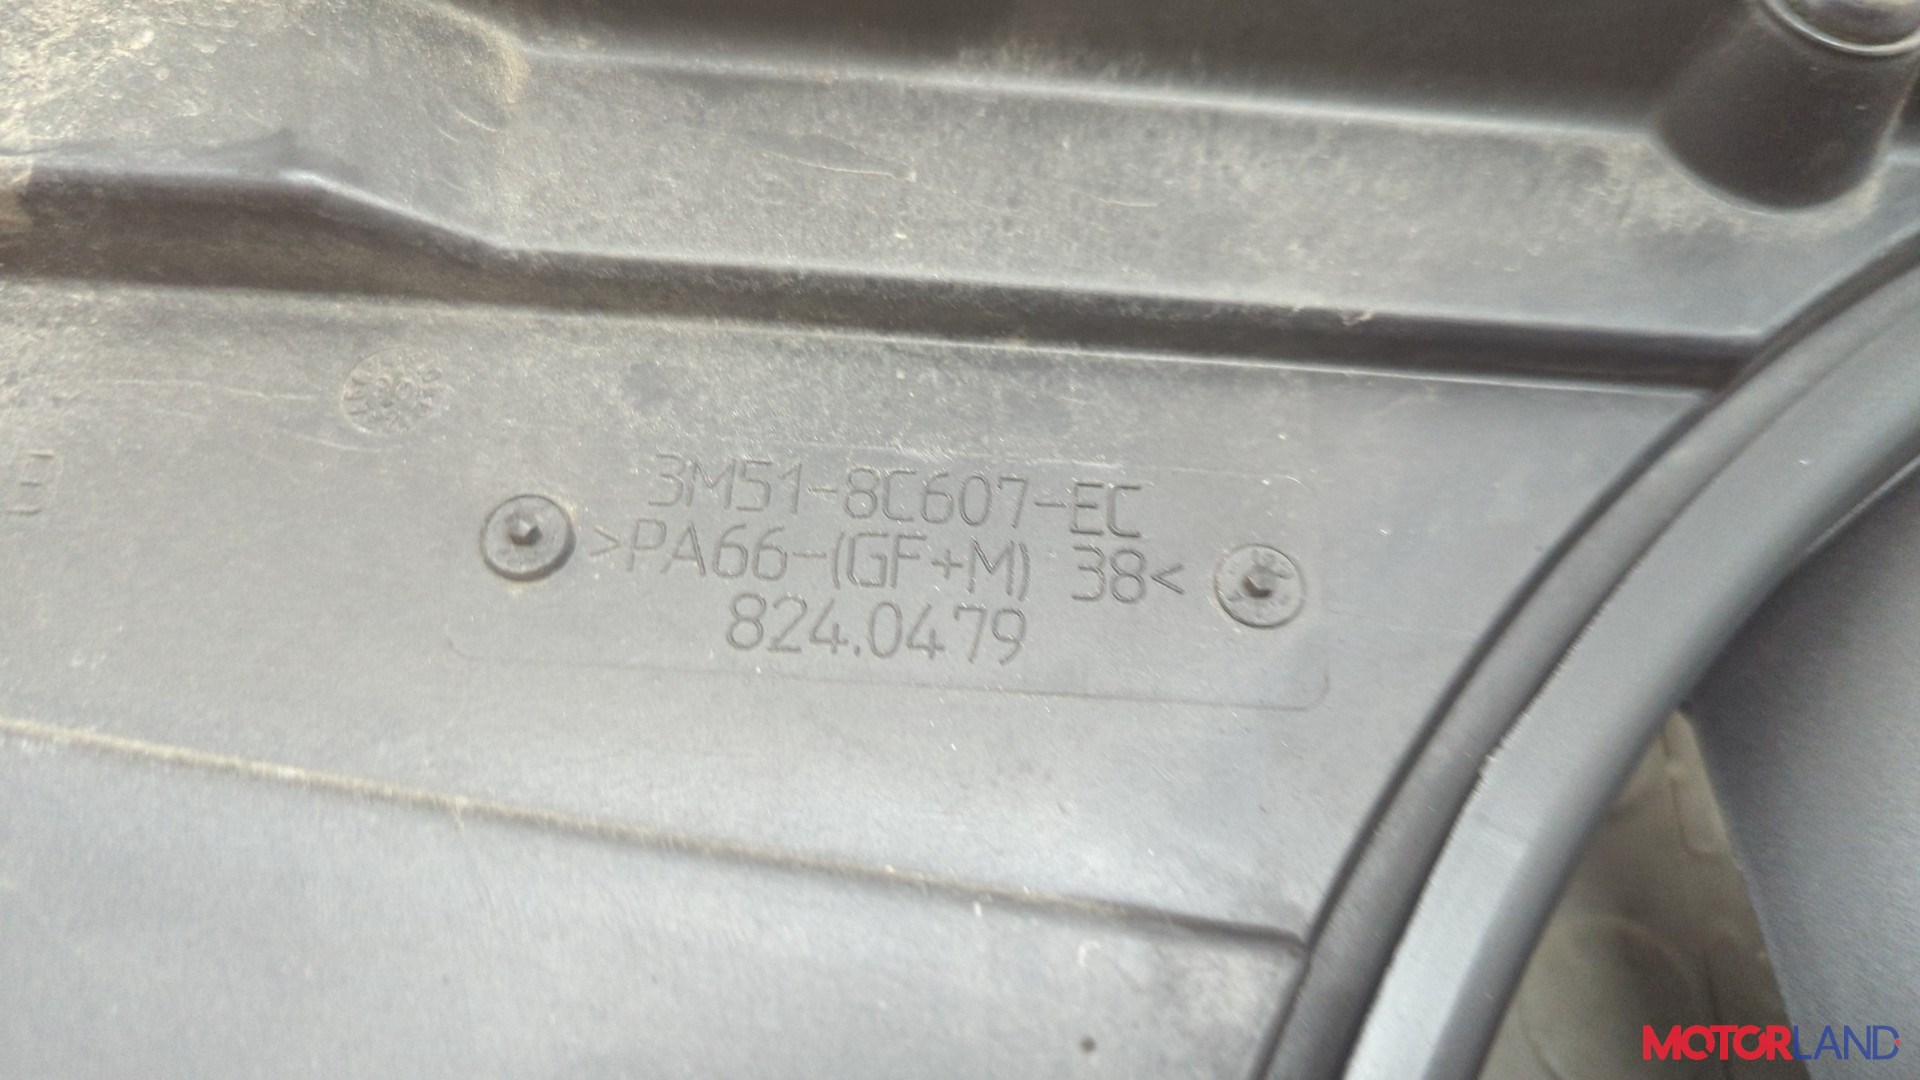 3M51-8C607-EC
>PA66-(GF+M) 38<
824.0479
MOTORLAND